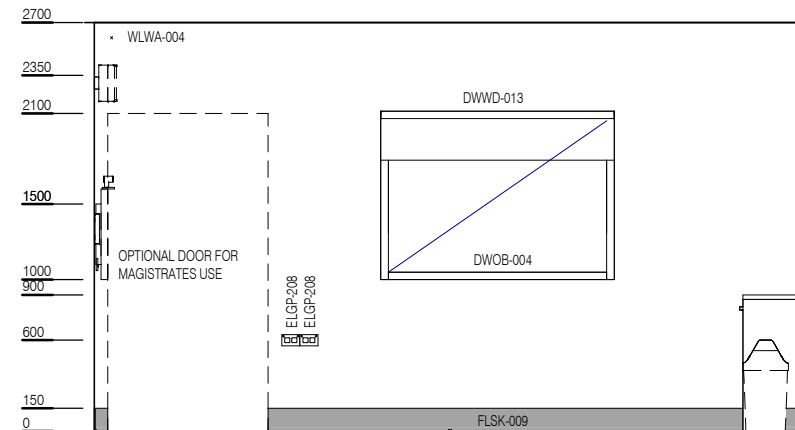 2700
WLWA-004
2350
2100
DWWD-013
1500
OPTIONAL DOOR FOR
MAGISTRATES USE
DWOB-004
1000
900
ELGP-208
ELGP-208
600
150
FLSK-009
0